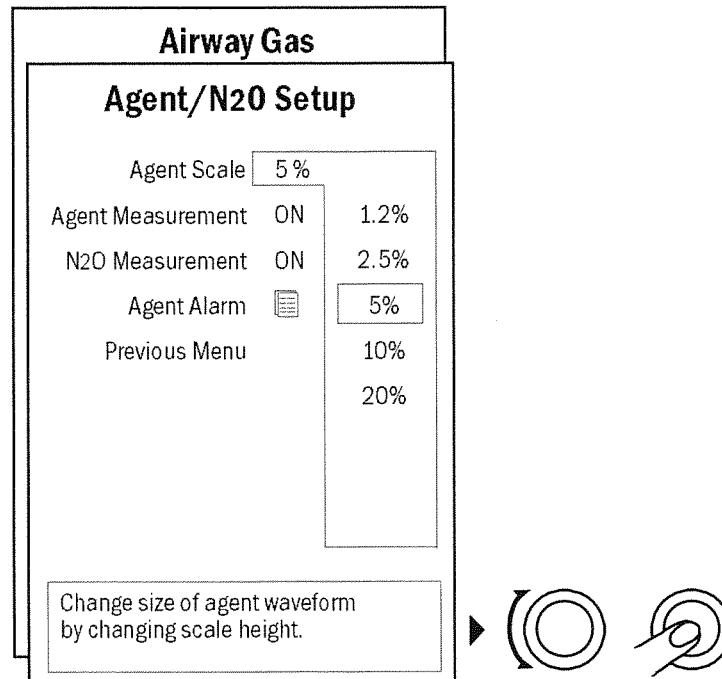 Airway Gas
Agent/N2O Setup
Agent Scale 5 %
Agent Measurement ON 1.2%
N2O Measurement ON 2.5%
Agent Alarm 5%
Previous Menu 10%
20%
Change size of agent waveform
by changing scale height.